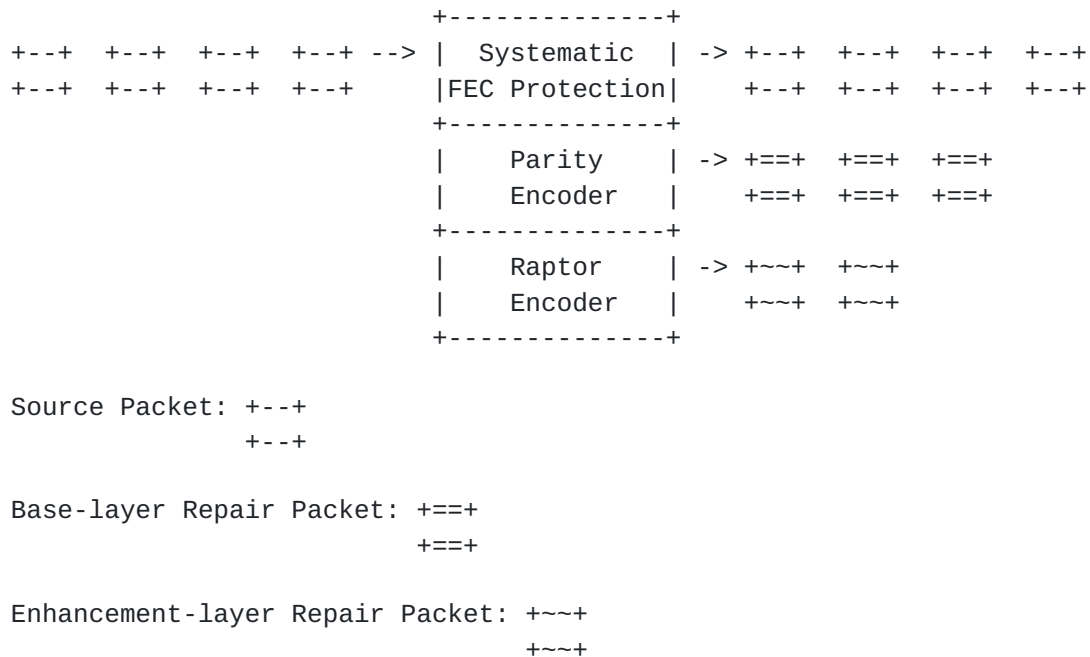 +--------------+
+--+  +--+  +--+  +--+ --> |  Systematic  | -> +--+  +--+  +--+  +--+
+--+  +--+  +--+  +--+     |FEC Protection|    +--+  +--+  +--+  +--+
                           +--------------+
                           |    Parity    | -> +==+  +==+  +==+
                           |    Encoder   |    +==+  +==+  +==+
                           +--------------+
                           |    Raptor    | -> +~~+  +~~+
                           |    Encoder   |    +~~+  +~~+
                           +--------------+

Source Packet: +--+
               +--+

Base-layer Repair Packet: +==+
                          +==+

Enhancement-layer Repair Packet: +~~+
                                 +~~+